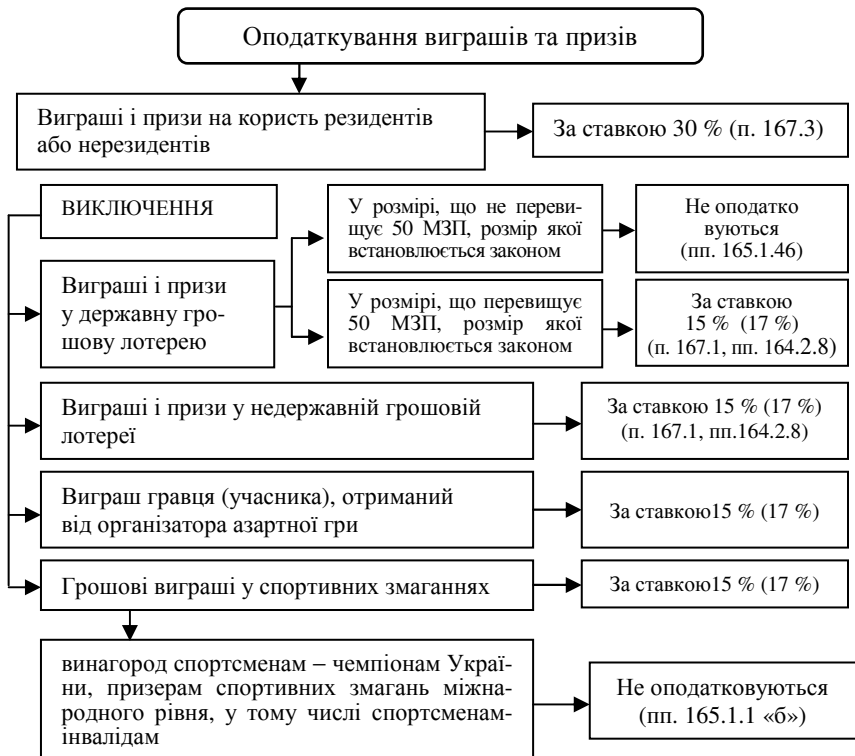 Оподаткування виграшів та призів
Виграші і призи на користь резидентів
або нерезидентів
За ставкою 30 % (п. 167.3)
ВИКЛЮЧЕННЯ
У розмірі, що не переви-
щує 50 МЗП, розмір якої
встановлюється законом
Не оподатко
вуються
(пп. 165.1.46)
Виграші і призи
у державну гро-
шову лотерею
У розмірі, що перевищує
50 МЗП, розмір якої
встановлюється законом
За ставкою
15 % (17 %)
(п. 167.1, пп. 164.2.8)
Виграші і призи у недержавній грошовій
лотереї
За ставкою 15 % (17 %)
(п. 167.1, пп.164.2.8)
Виграш гравця (учасника), отриманий
від організатора азартної гри
За ставкою15 % (17 %)
Грошові виграші у спортивних змаганнях
За ставкою15 % (17 %)
винагород спортсменам – чемпіонам Украї-
ни, призерам спортивних змагань міжна-
родного рівня, у тому числі спортсменам-
інвалідам
Не оподатковуються
(пп. 165.1.1 «б»)